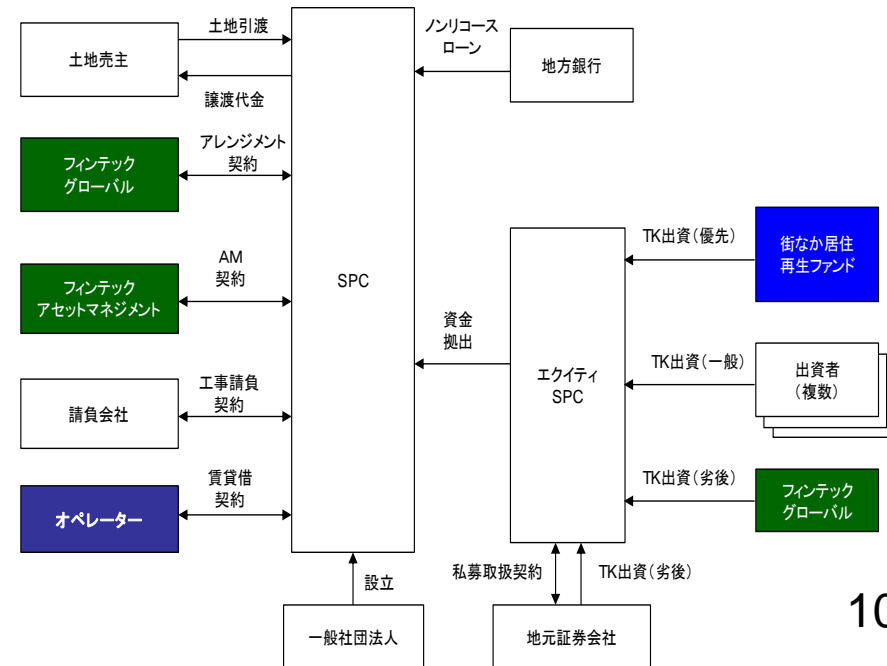 土地売主
土地引渡
譲渡代金
フィンテック
グローバル
アレンジメント
契約
フィンテック
アセットマネジメント
AM
契約
請負会社
工事請負
契約
オペレーター
賃貸借
契約
SPC
設立
一般社団法人
ノンリコース
ローン
地方銀行
資金
拠出
エクイティ
SPC
TK出資(優先)
街なか居住
再生ファンド
TK出資(一般)
出資者
(複数)
TK出資(劣後)
フィンテック
グローバル
私募取扱契約
TK出資(劣後)
地元証券会社
10